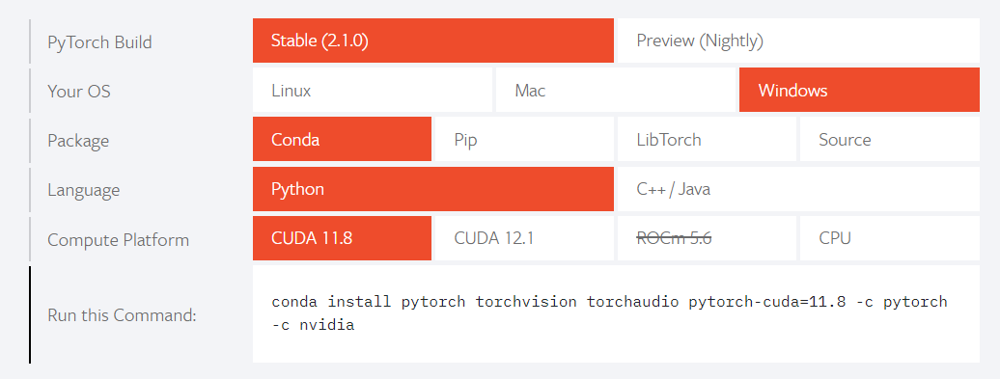 PyTorch Build Stable (2.1.0) Preview (Nightly)
Your OS Linux Mac Windows
Package Conda Pip LibTorch Source
Language Python C++ / Java
Compute Platform CUDA 11.8 CUDA 12.1 ROCm 5.6 CPU
Run this Command: conda install pytorch torchvision torchaudio pytorch-cuda=11.8 -c pytorch
-c nvidia